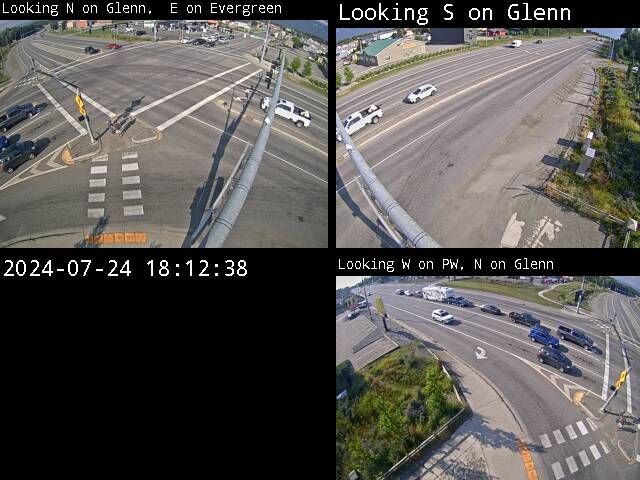 Looking N on Glenn,  E on Evergreen
Looking S on Glenn
2024-07-24 18:12:38
Looking W on PW, N on Glenn